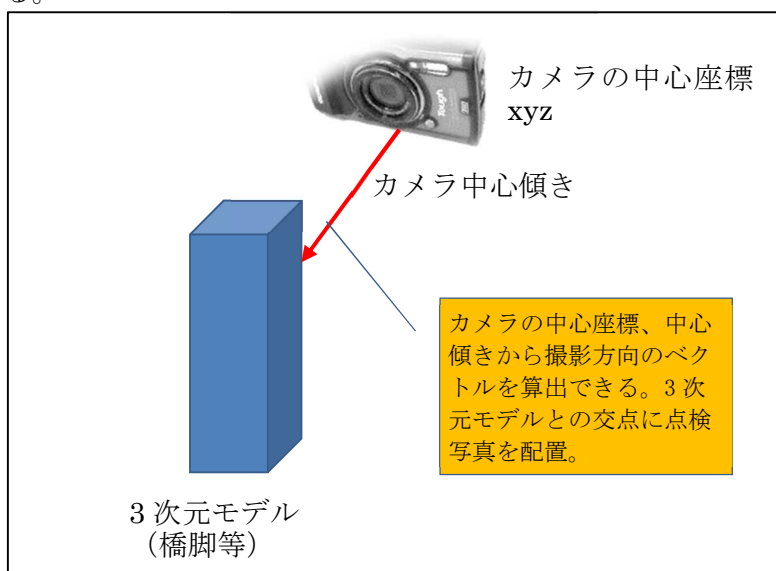 る。
カメラの中心座標
xyz
Tough
カメラ中心傾き
カメラの中心座標、中心
傾きから撮影方向のベク
トルを算出できる。3 次
元モデルとの交点に点検
写真を配置。
3 次元モデル
（橋脚等）